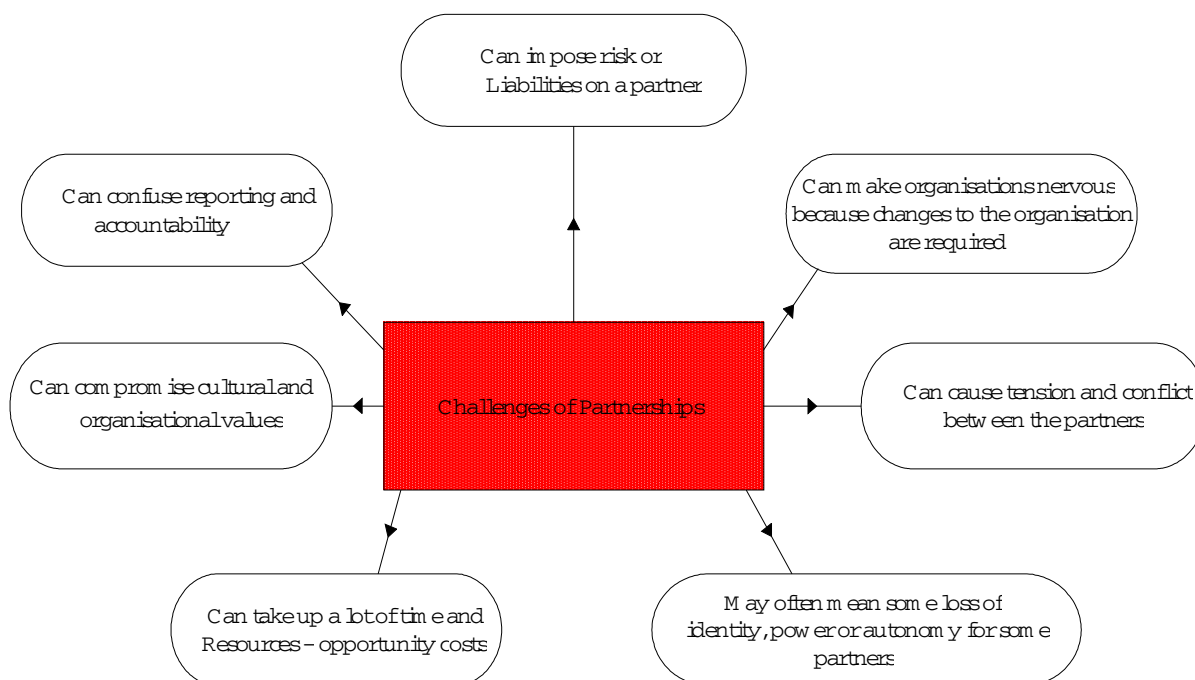 Can impose risk or
Liabilities on a partner
Can confuse reporting and
accountability
Can make organisations nervous
because changes to the organisation
are required
Can compromise cultural and
organisational values
Challenges of Partnerships
Can cause tension and conflict
between the partners
Can take up a lot of time and
Resources - opportunity costs
May often mean some loss of
identity, power or autonomy for some
partners